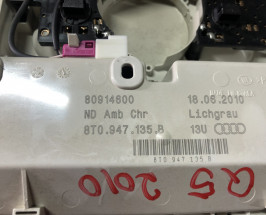 80914600 18.06.2010
ND Amb Chr Lichgrau
8T0.947.135.B 13U
8T0 947 135 B
Q5
2010